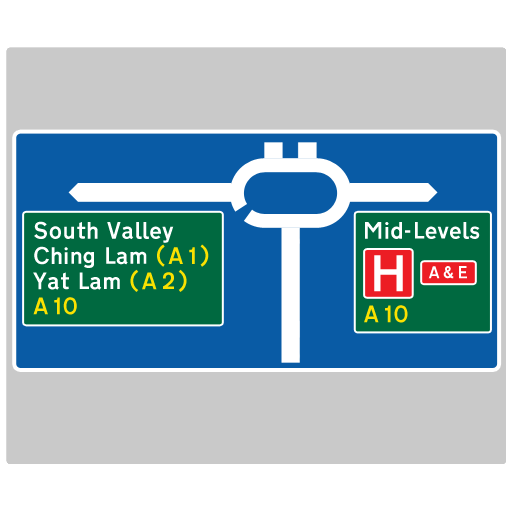 South Valley
Ching Lam (A1)
Yat Lam (A2)
A10
Mid-Levels
H A&E
A10